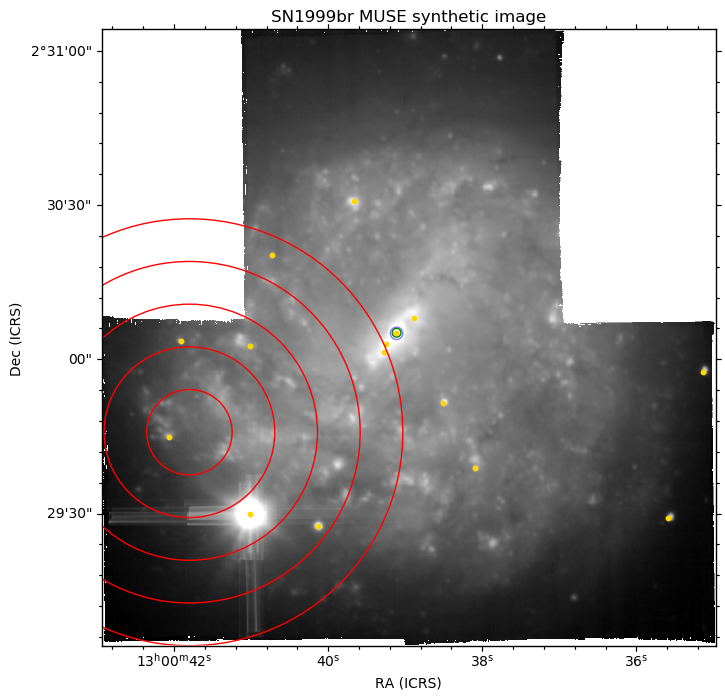 SN1999br MUSE synthetic image
2°31'00"
30'30"
00"
29'30"
Dec (ICRS)
13ʰ00ᵐ42ˢ
40ˢ
38ˢ
36ˢ
RA (ICRS)